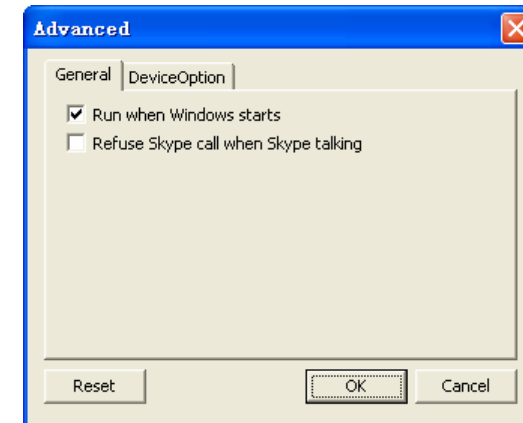 Advanced
General DeviceOption
Run when Windows starts
Refuse Skype call when Skype talking
Reset OK Cancel